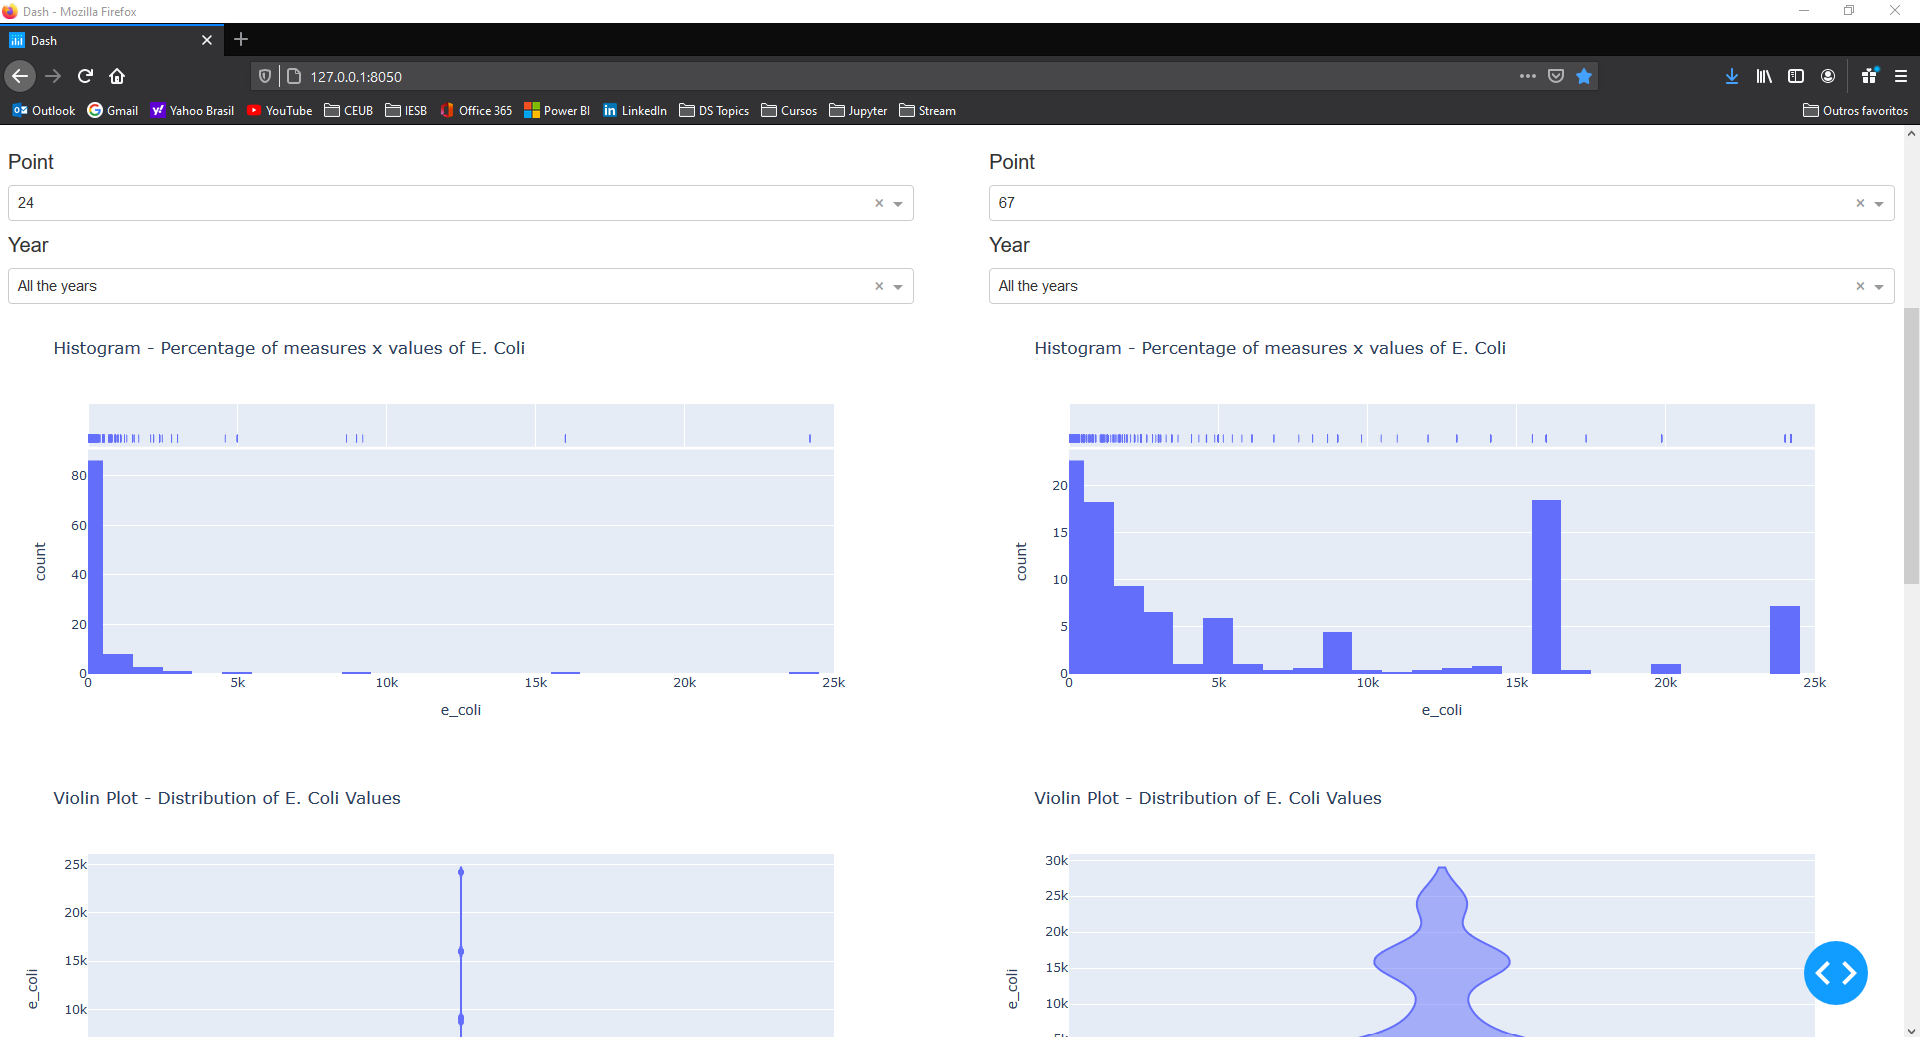 Dash - Mozilla Firefox
Dash
127.0.0.1:8050
Outlook Gmail Yahoo Brasil YouTube CEUB IESB Office 365 Power BI LinkedIn DS Topics Cursos Jupyter Stream Outros favoritos
Point
24
Year
All the years
Histogram - Percentage of measures x values of E. Coli
80
60
40
20
0
count
0 5k 10k 15k 20k 25k
e_coli
Violin Plot - Distribution of E. Coli Values
25k
20k
15k
10k
e_coli
Point
67
Year
All the years
Histogram - Percentage of measures x values of E. Coli
20
15
10
5
0
count
0 5k 10k 15k 20k 25k
e_coli
Violin Plot - Distribution of E. Coli Values
30k
25k
20k
15k
10k
5k
e_coli